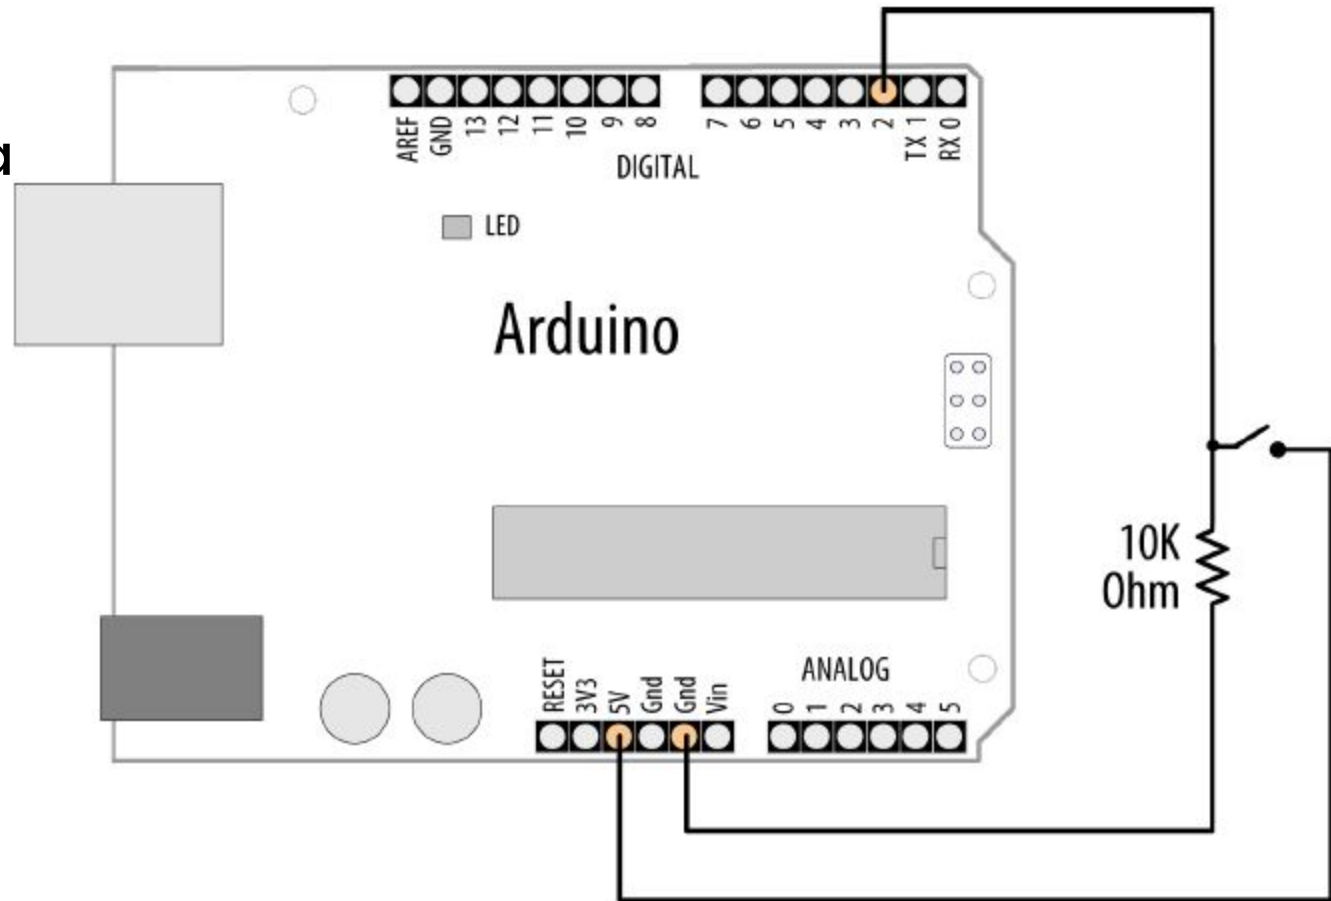 a
AREF GND 13 12 11 10 9 8 7 6 5 4 3 2 TX 1 RX 0
DIGITAL
LED
Arduino
10K
Ohm
RESET 3V3 5V Gnd Gnd Vin
ANALOG
0 1 2 3 4 5